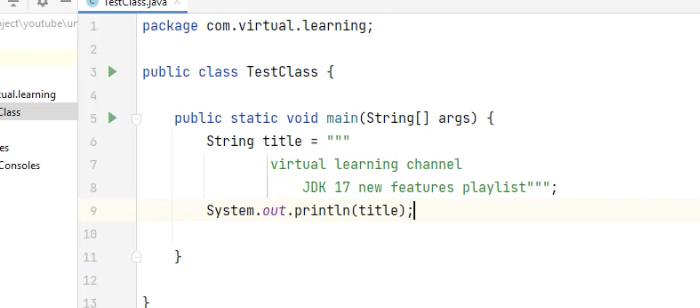 TestClass.java
oject\youtube\un
tual.learning
Class
es
Consoles
1 package com.virtual.learning;
2
3 public class TestClass {
4
5 public static void main(String[] args) {
6 String title = """
7 virtual learning channel
8 JDK 17 new features playlist""";
9 System.out.println(title);
10
11 }
12
13 }